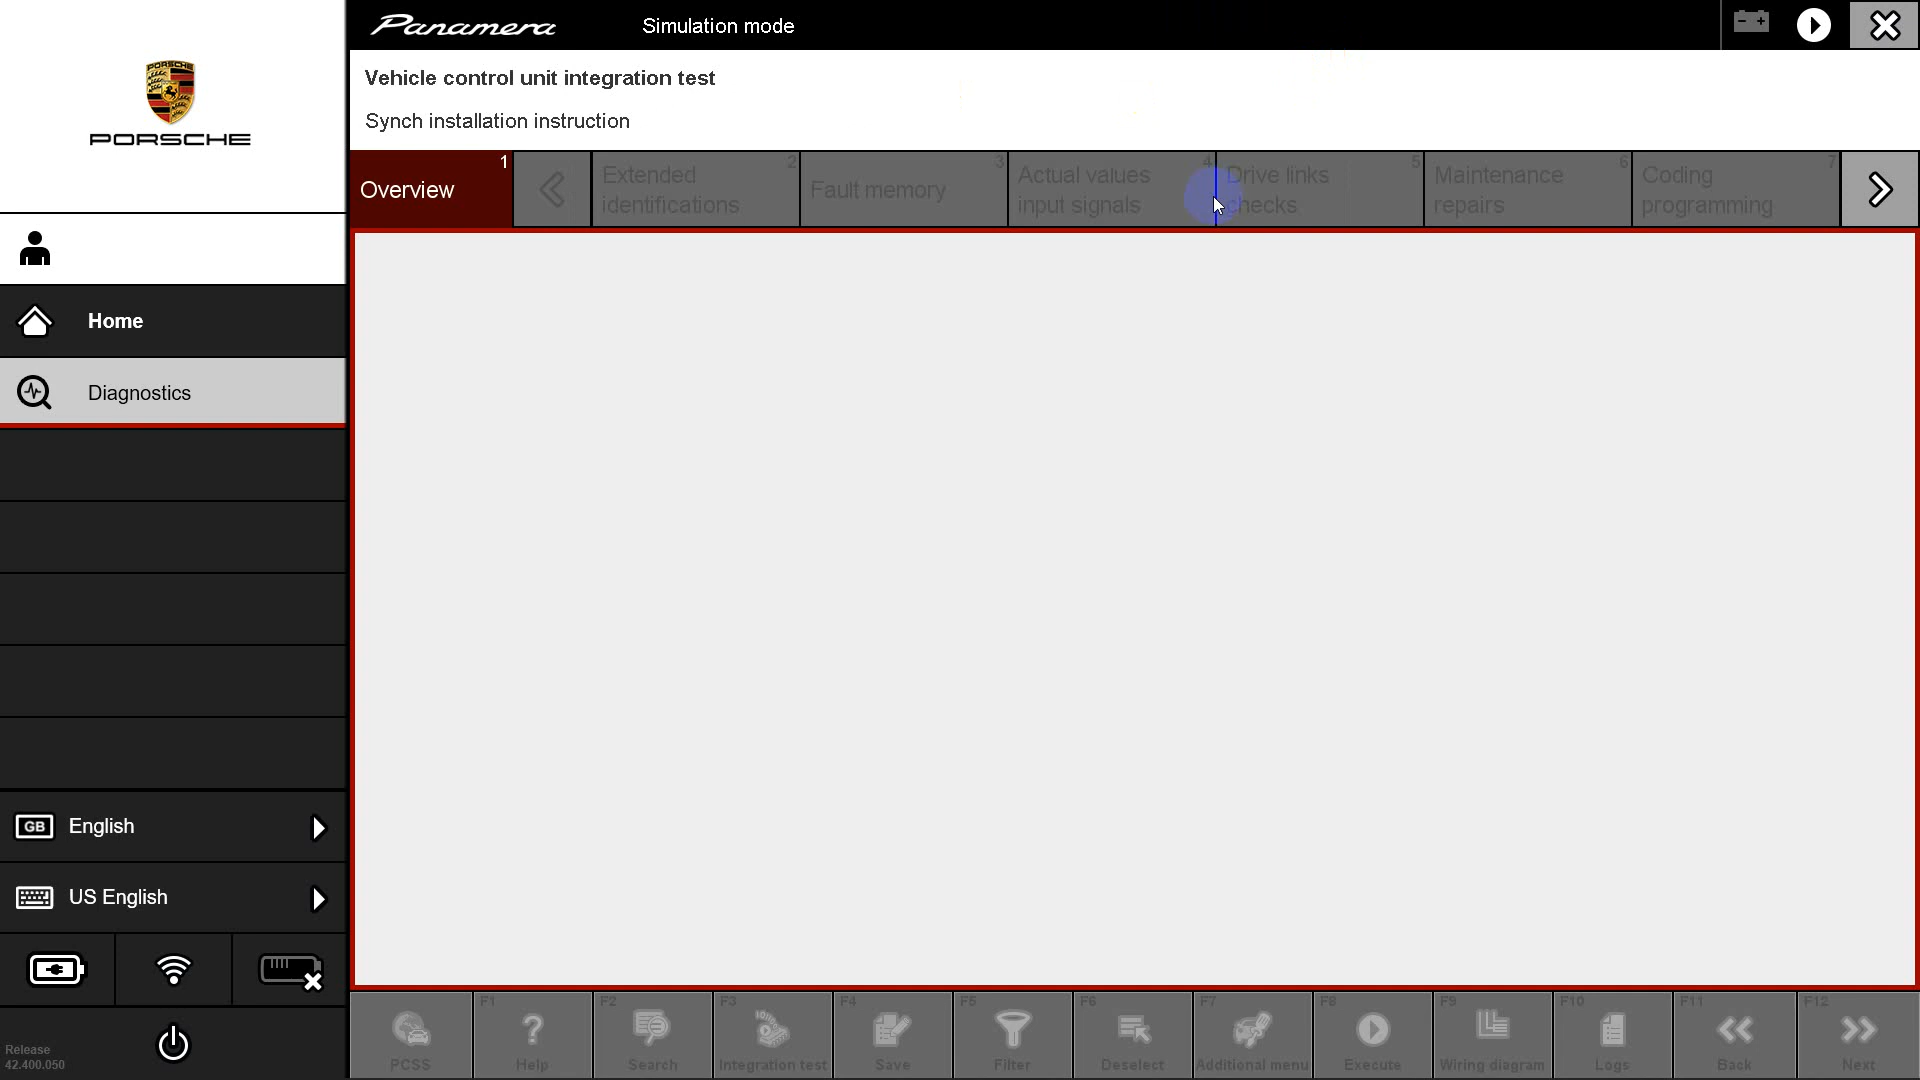 Panamera
Simulation mode
PORSCHE
PORSCHE
Vehicle control unit integration test
Synch installation instruction
1
Overview
2
Extended
identifications
3
Fault memory
4
Actual values
input signals
5
Drive links
checks
6
Maintenance
repairs
7
Coding
programming
Home
Diagnostics
GB English
US English
Release
42.400.050
PCSS
F1
Help
F2
Search
F3
Integration test
F4
Save
F5
Filter
F6
Deselect
F7
Additional menu
F8
Execute
F9
Wiring diagram
F10
Logs
F11
Back
F12
Next